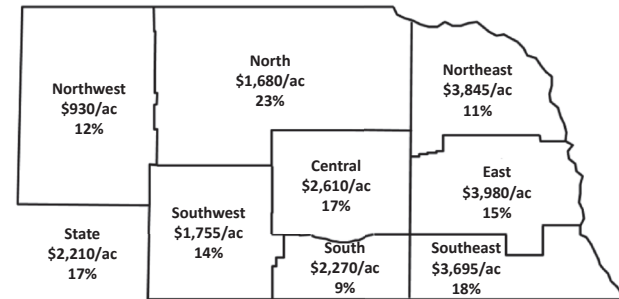 North
$1,680/ac
23%
Northwest
$930/ac
12%
Northeast
$3,845/ac
11%
Central
$2,610/ac
17%
East
$3,980/ac
15%
Southwest
$1,755/ac
14%
State
$2,210/ac
17%
South
$2,270/ac
9%
Southeast
$3,695/ac
18%